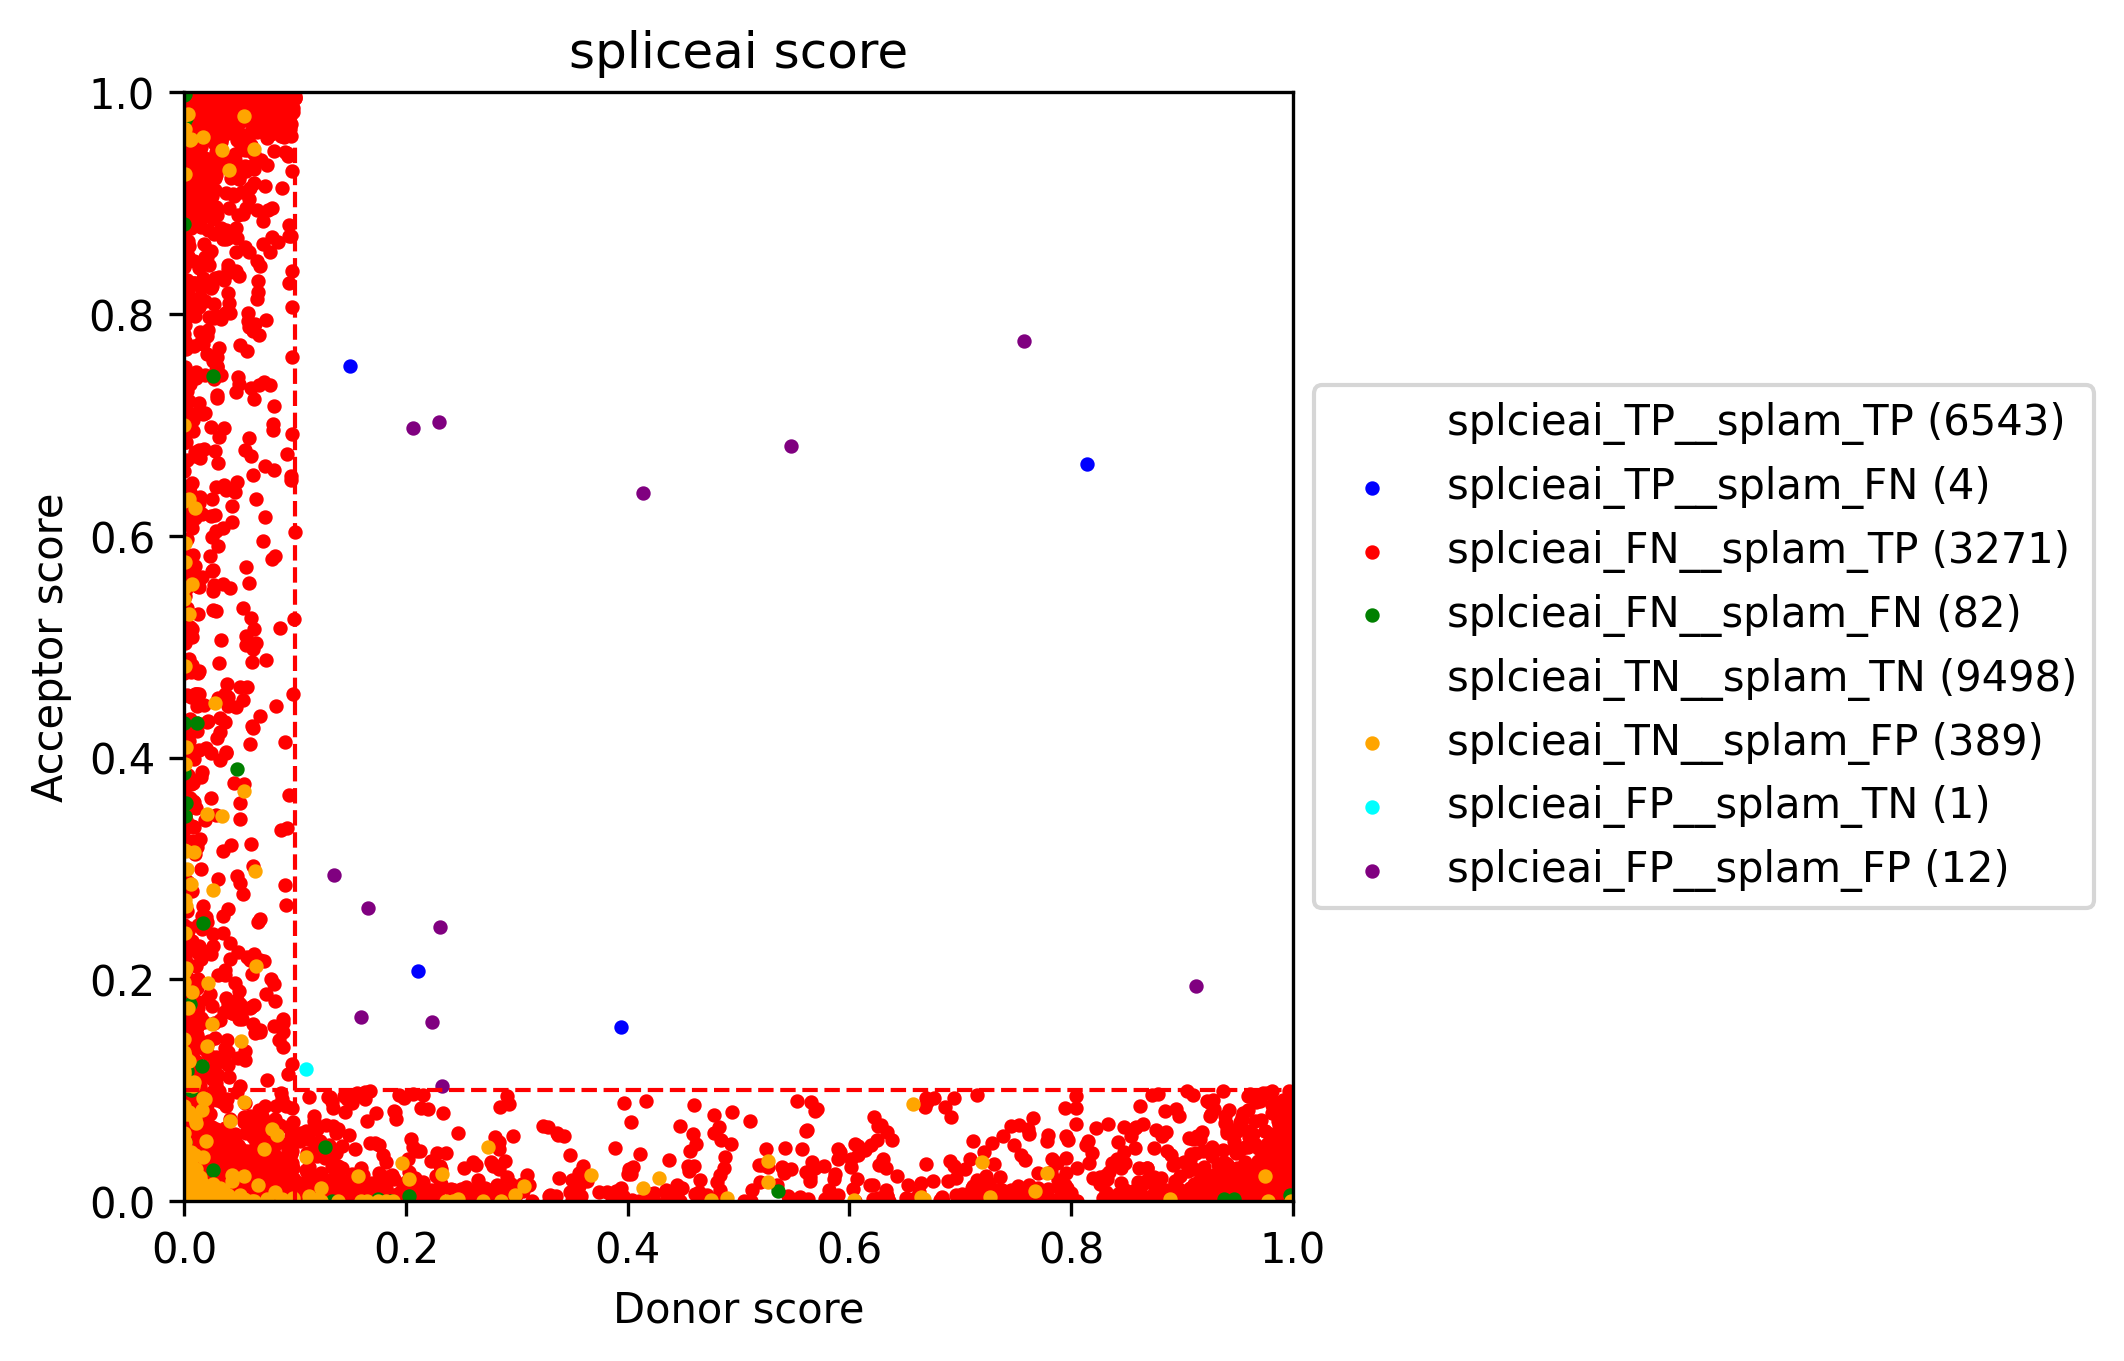 spliceai score
1.0
0.8
0.6
0.4
0.2
0.0
Acceptor score
0.0 0.2 0.4 0.6 0.8 1.0
Donor score
splcieai_TP__splam_TP (6543)
splcieai_TP__splam_FN (4)
splcieai_FN__splam_TP (3271)
splcieai_FN__splam_FN (82)
splcieai_TN__splam_TN (9498)
splcieai_TN__splam_FP (389)
splcieai_FP__splam_TN (1)
splcieai_FP__splam_FP (12)